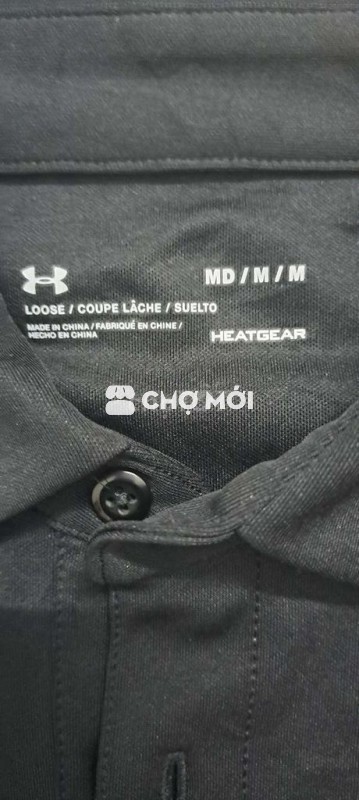 MD / M / M
LOOSE / COUPE LÂCHE / SUELTO
MADE IN CHINA / FABRIQUÉ EN CHINE /
HECHO EN CHINA
HEATGEAR
CHỢ MỚI